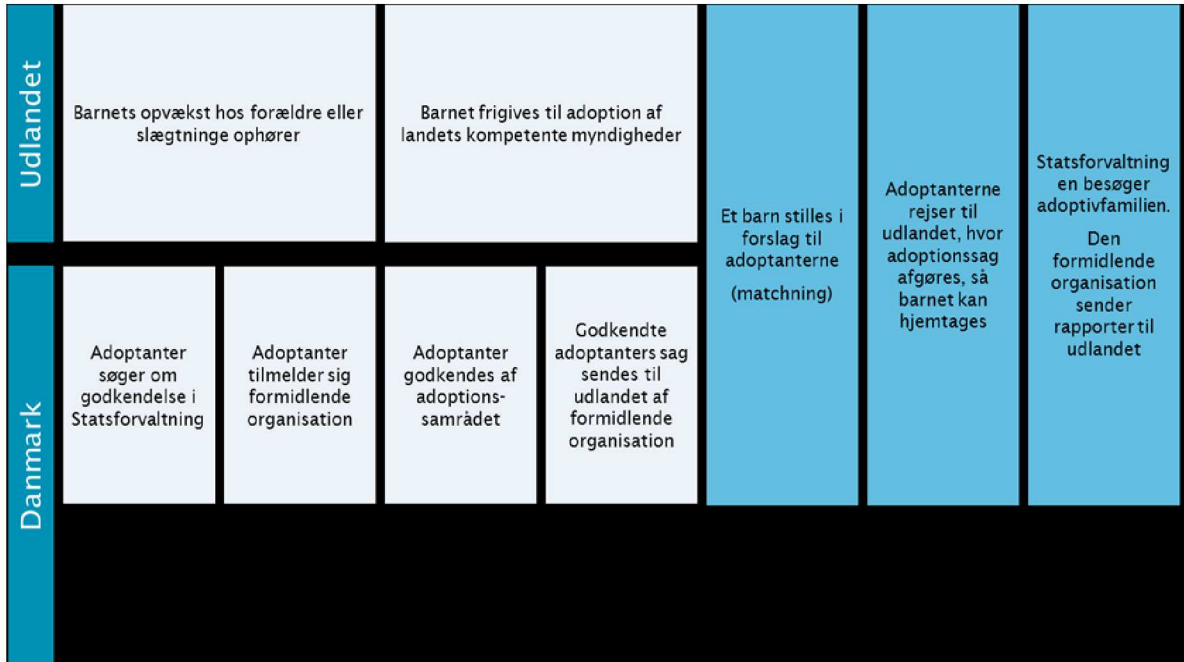 Udlandet
Barnets opvækst hos forældre eller
slægtninge ophører
Barnet frigives til adoption af
landets kompetente myndigheder
Danmark
Adoptanter
søger om
godkendelse i
Statsforvaltning
Adoptanter
tilmelder sig
formidlende
organisation
Adoptanter
godkendes af
adoptions-
samrådet
Godkendte
adoptanters sag
sendes til
udlandet af
formidlende
organisation
Et barn stilles i
forslag til
adoptanterne
(matchning)
Adoptanterne
rejser til
udlandet, hvor
adoptionssag
afgøres, så
barnet kan
hjemtages
Statsforvaltning
en besøger
adoptivfamilien.
Den
formidlende
organisation
sender
rapporter til
udlandet